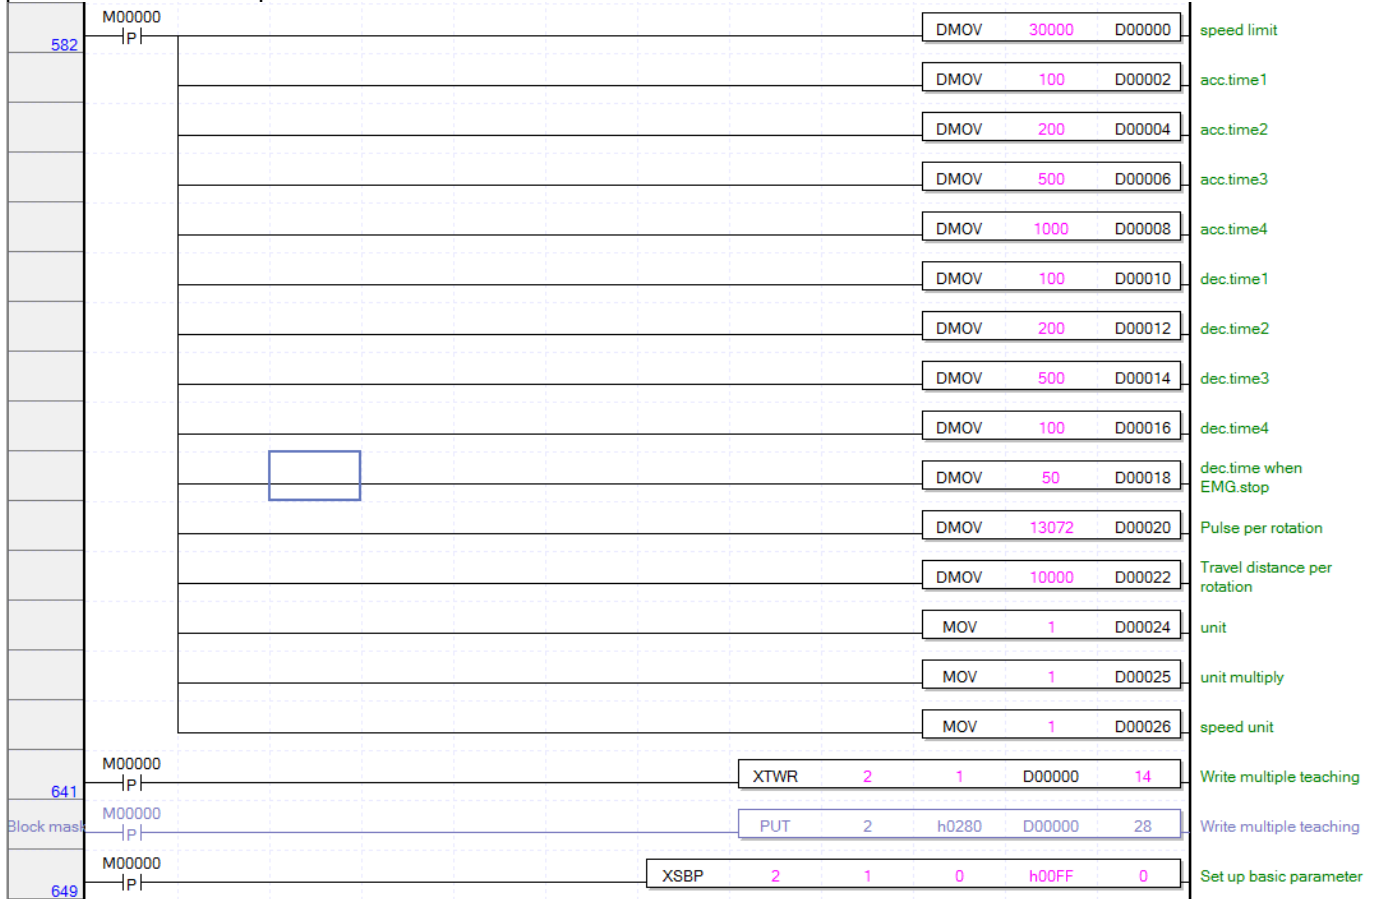 M00000
P
582
DMOV 30000 D00000 speed limit
DMOV 100 D00002 acc.time1
DMOV 200 D00004 acc.time2
DMOV 500 D00006 acc.time3
DMOV 1000 D00008 acc.time4
DMOV 100 D00010 dec.time1
DMOV 200 D00012 dec.time2
DMOV 500 D00014 dec.time3
DMOV 100 D00016 dec.time4
DMOV 50 D00018 dec.time when
EMG.stop
DMOV 13072 D00020 Pulse per rotation
DMOV 10000 D00022 Travel distance per
rotation
MOV 1 D00024 unit
MOV 1 D00025 unit multiply
MOV 1 D00026 speed unit
M00000
P
641
XTWR 2 1 D00000 14 Write multiple teaching
M00000
Block mask
P
PUT 2 h0280 D00000 28 Write multiple teaching
M00000
P
649
XSBP 2 1 0 h00FF 0 Set up basic parameter